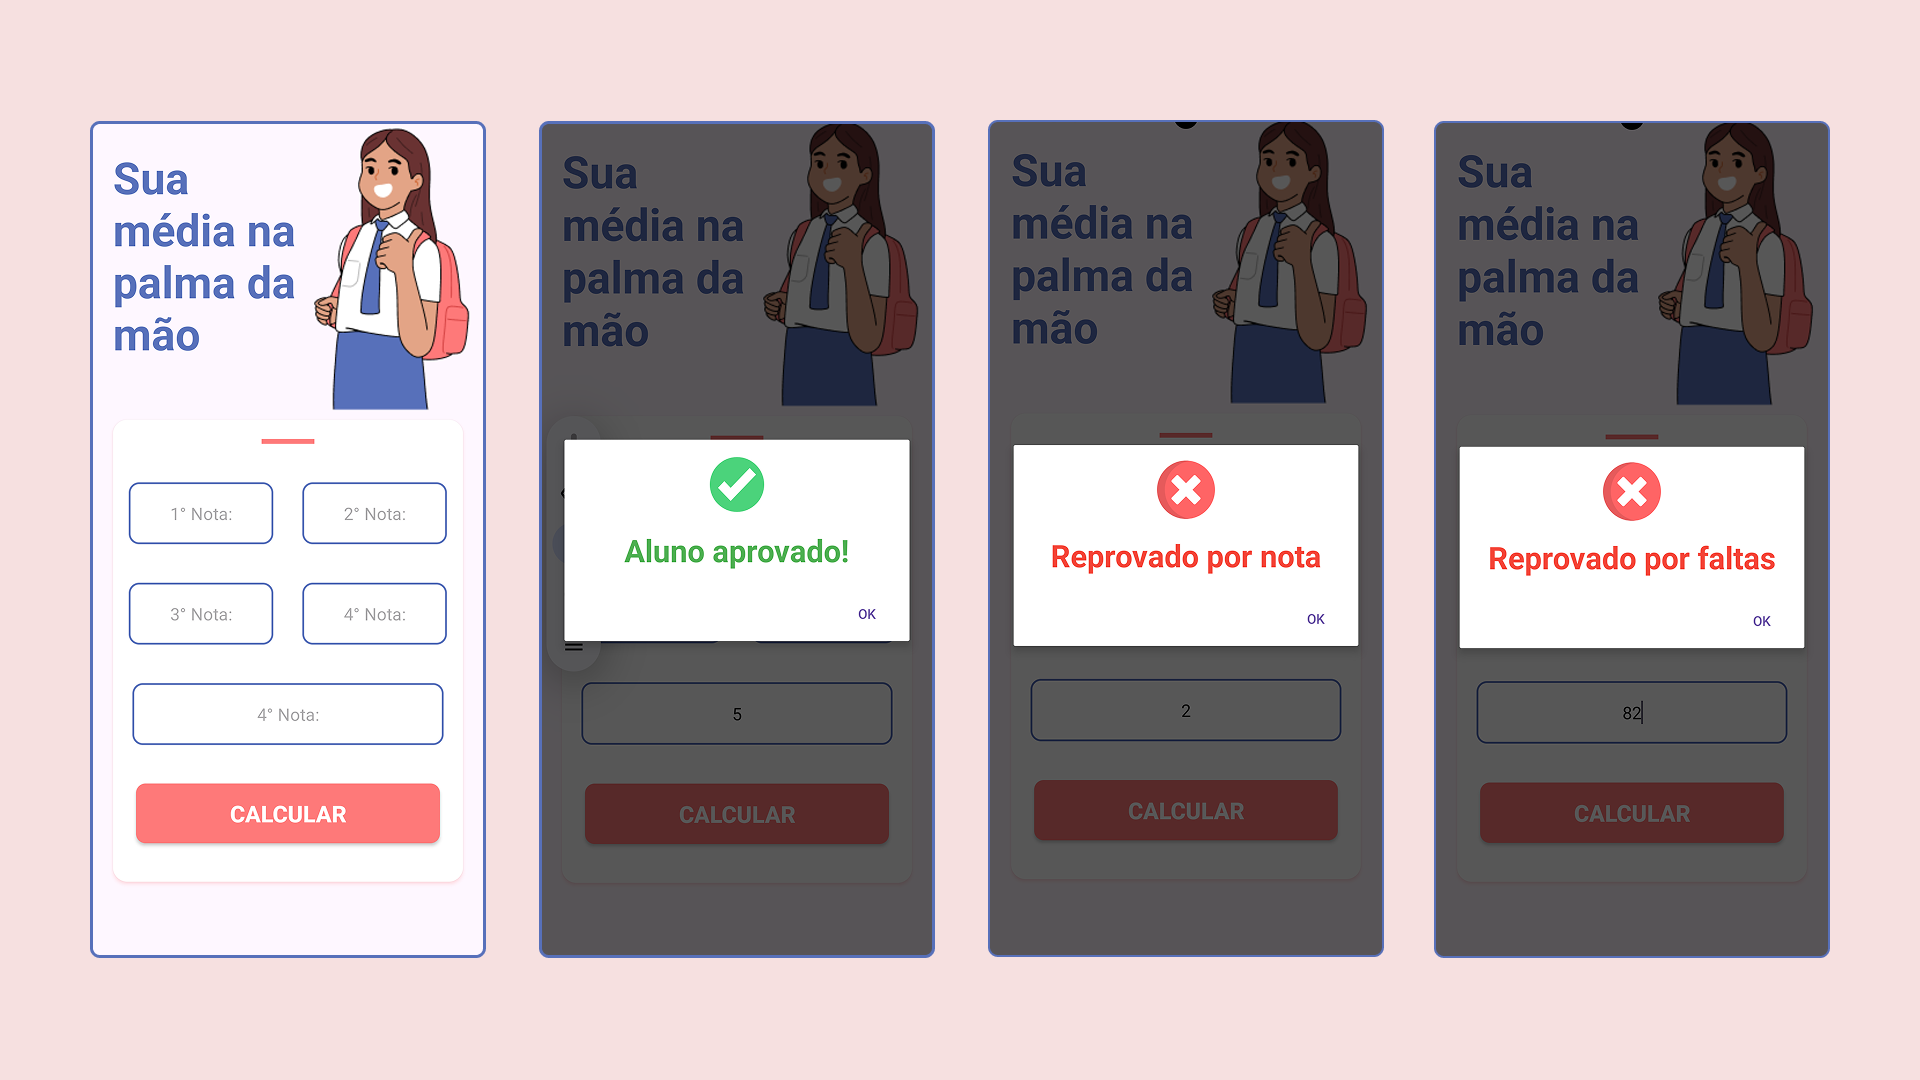 Sua
média na
palma da
mão
1° Nota:
2° Nota:
3° Nota:
4° Nota:
4° Nota:
CALCULAR
Sua
média na
palma da
mão
Aluno aprovado!
OK
5
CALCULAR
Sua
média na
palma da
mão
Reprovado por nota
OK
2
CALCULAR
Sua
média na
palma da
mão
Reprovado por faltas
OK
82
CALCULAR